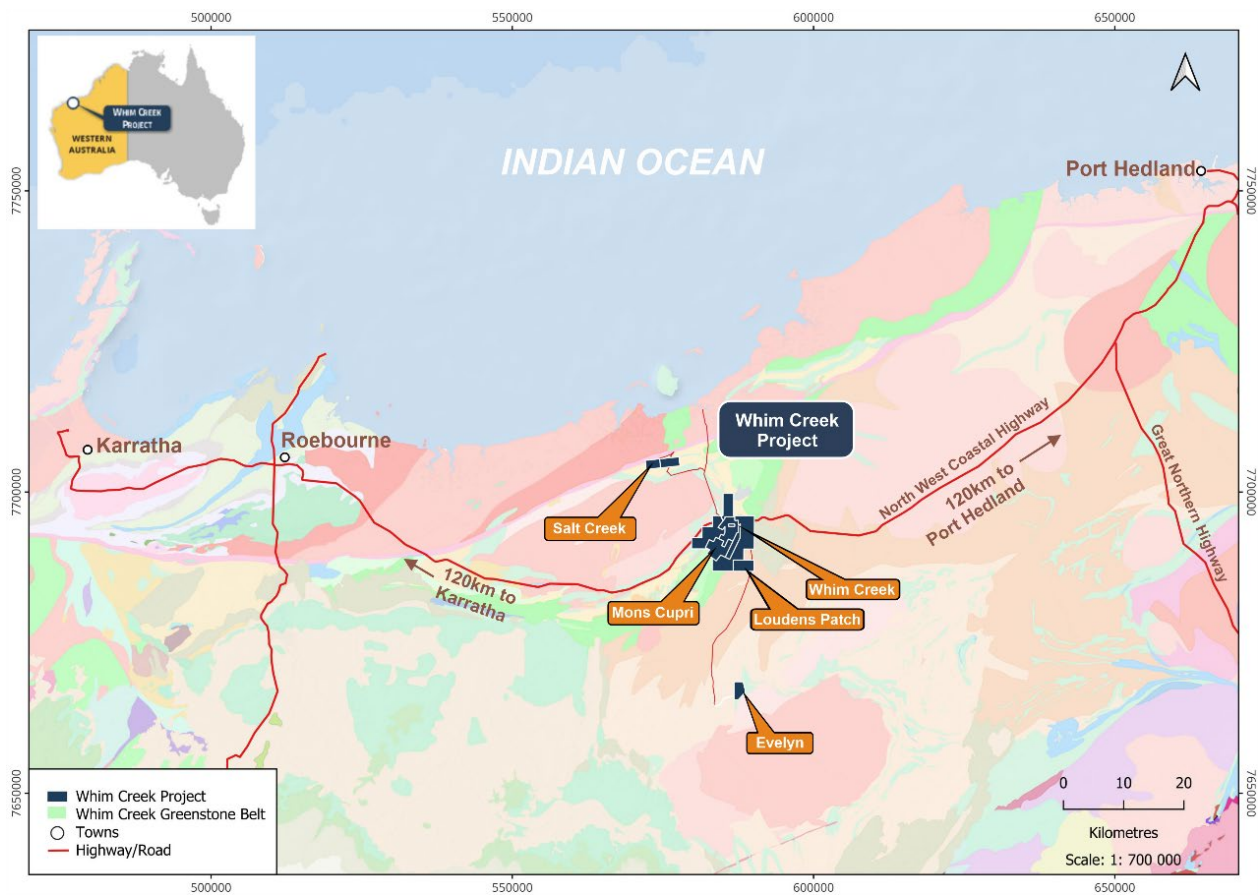 500000
550000
600000
650000
WHIM CREEK
PROJECT
WESTERN
AUSTRALIA
INDIAN OCEAN
Port Hedland
7750000
7750000
Whim Creek
Project
Karratha
Roebourne
North West Coastal Highway
120km to
Port Hedland
Great Northern Highway
7700000
7700000
Salt Creek
120km to
Karratha
Mons Cupri
Whim Creek
Loudens Patch
Evelyn
7650000
7650000
Whim Creek Project
Whim Creek Greenstone Belt
Towns
Highway/Road
0 10 20
Kilometres
Scale: 1: 700 000
500000
550000
600000
650000